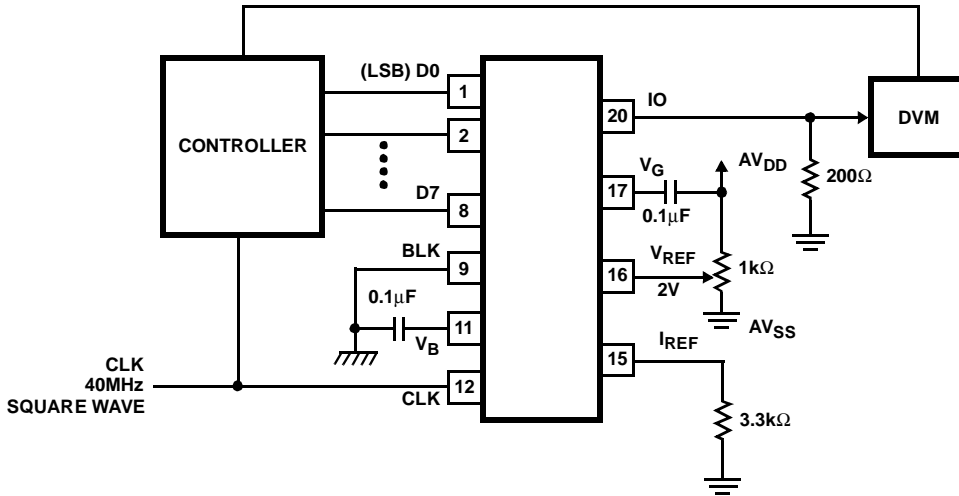 (LSB) D0
1
2
CONTROLLER
D7
8
BLK
9
0.1μF
11
V_B
CLK
40MHz
SQUARE WAVE
12
CLK
IO
20
DVM
200Ω
V_G
17
0.1μF
AV_DD
V_REF
16
2V
1kΩ
AV_SS
I_REF
15
3.3kΩ